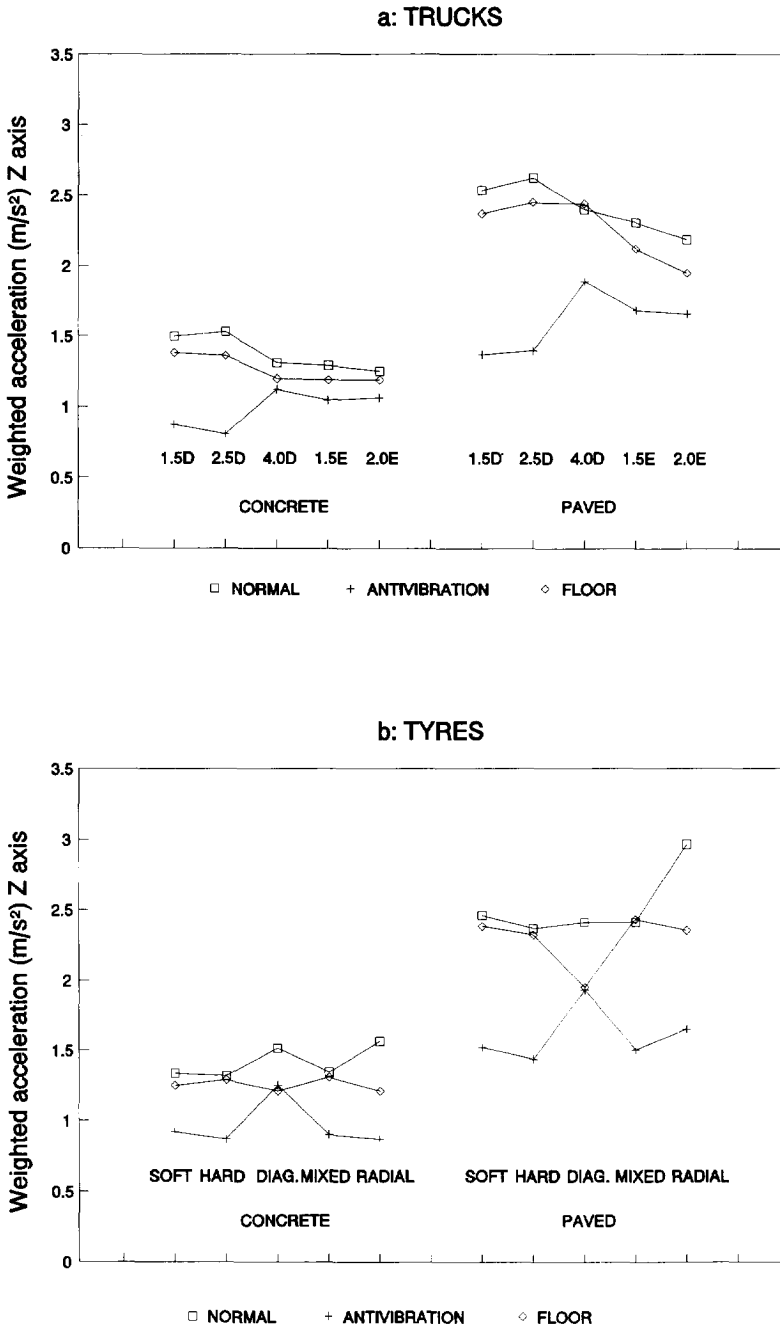 a: TRUCKS
Weighted acceleration (m/s²) Z axis
3.5
3
2.5
2
1.5
1
0.5
0
1.5D 2.5D 4.0D 1.5E 2.0E
1.5D 2.5D 4.0D 1.5E 2.0E
CONCRETE
PAVED
NORMAL
ANTIVIBRATION
FLOOR
b: TYRES
Weighted acceleration (m/s²) Z axis
3.5
3
2.5
2
1.5
1
0.5
0
SOFT HARD DIAG. MIXED RADIAL
SOFT HARD DIAG. MIXED RADIAL
CONCRETE
PAVED
NORMAL
ANTIVIBRATION
FLOOR